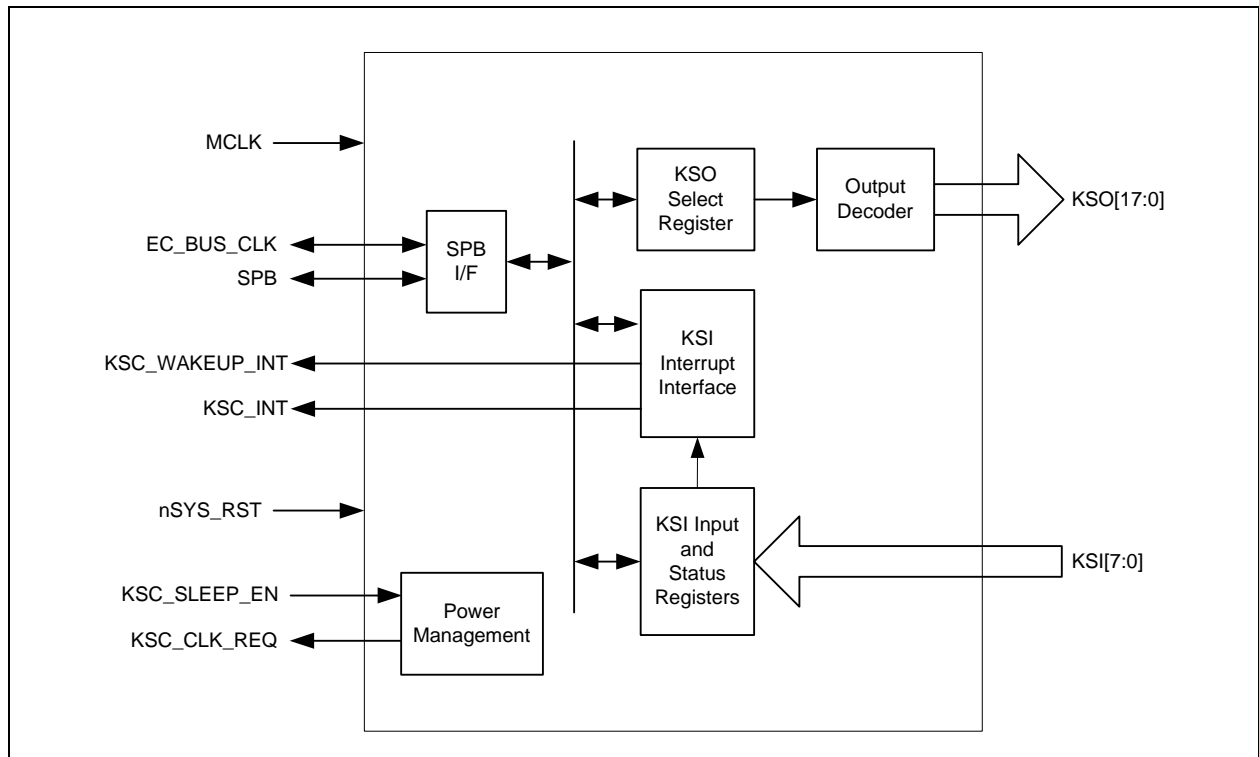 MCLK
EC_BUS_CLK
SPB
KSC_WAKEUP_INT
KSC_INT
nSYS_RST
KSC_SLEEP_EN
KSC_CLK_REQ
SPB
I/F
Power
Management
KSO
Select
Register
Output
Decoder
KSO[17:0]
KSI
Interrupt
Interface
KSI Input
and
Status
Registers
KSI[7:0]